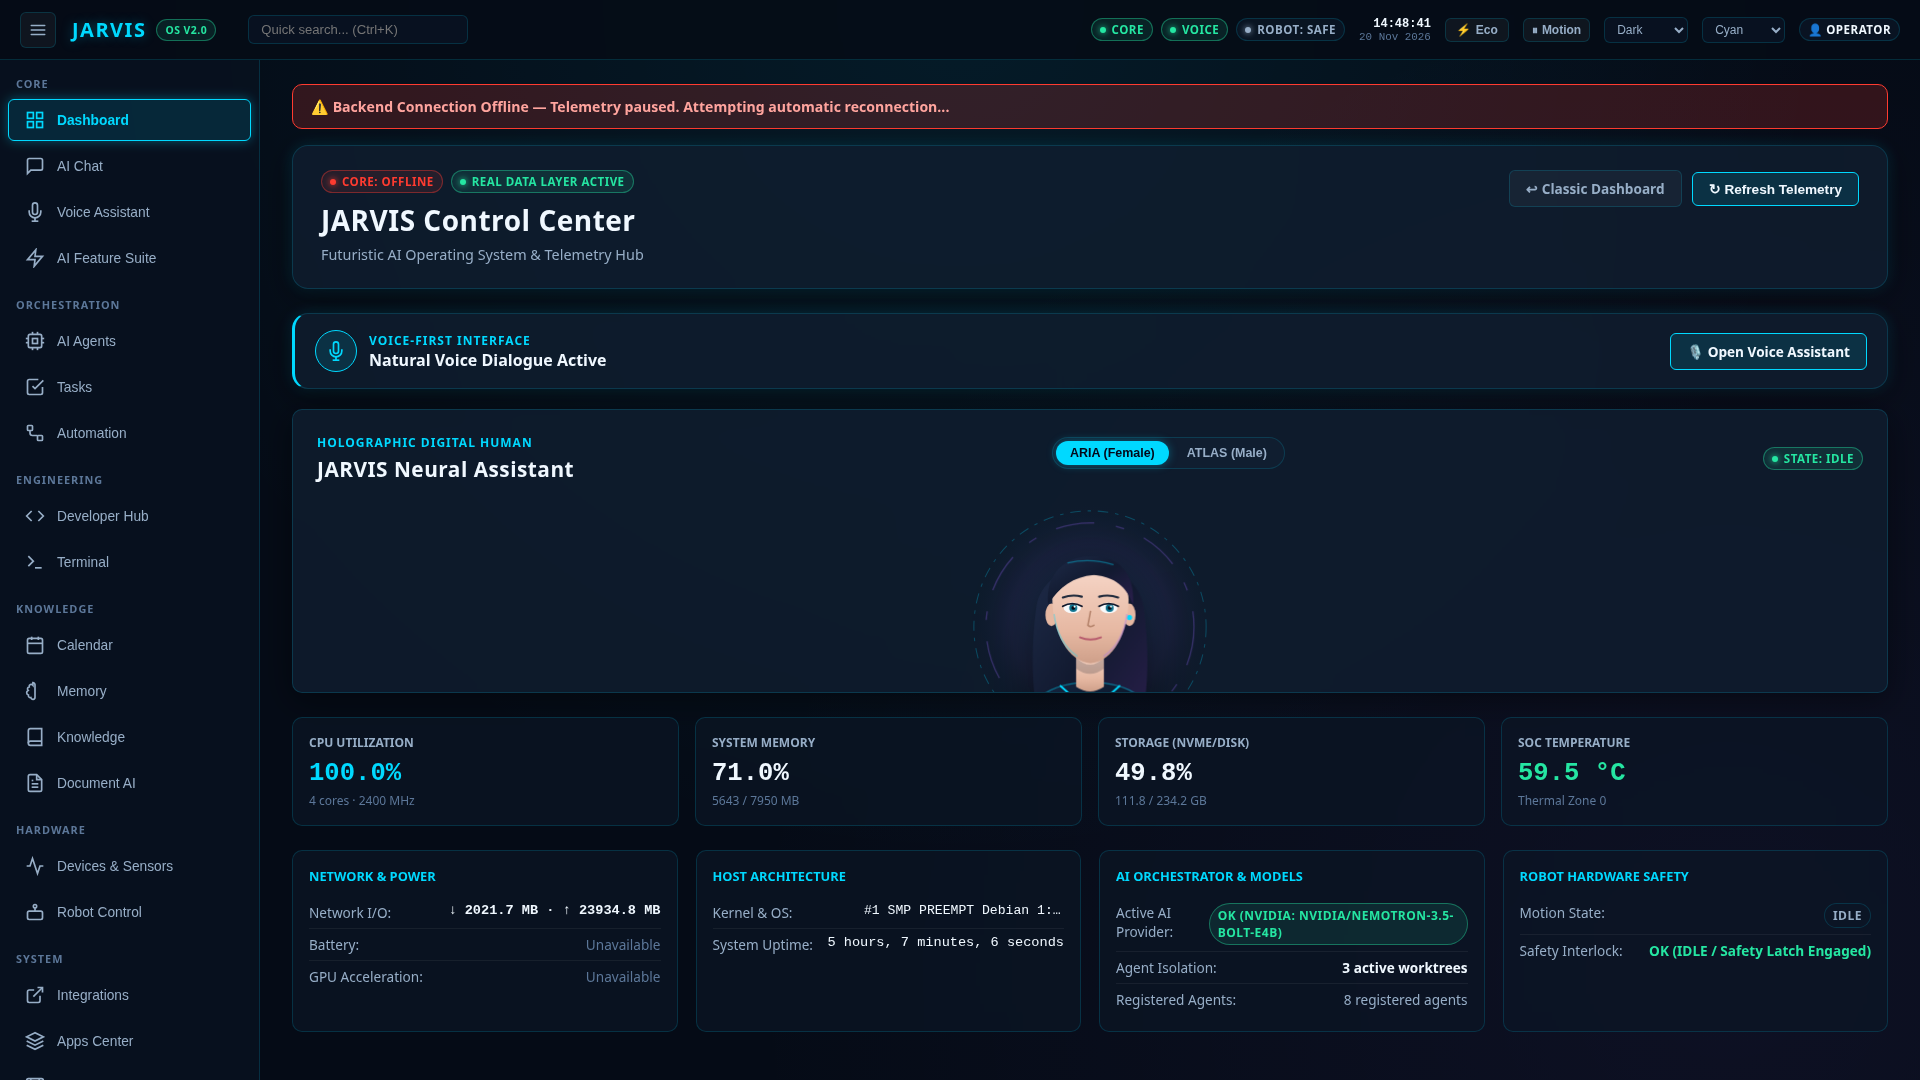 JARVIS OS V2.0 Quick search... (Ctrl+K) CORE VOICE ROBOT: SAFE 14:48:41 ⚡ Eco ⏸ Motion Dark Cyan 👤 OPERATOR
20 Nov 2026
CORE
Dashboard
AI Chat
Voice Assistant
AI Feature Suite
ORCHESTRATION
AI Agents
Tasks
Automation
ENGINEERING
Developer Hub
Terminal
KNOWLEDGE
Calendar
Memory
Knowledge
Document AI
HARDWARE
Devices & Sensors
Robot Control
SYSTEM
Integrations
Apps Center
⚠️ Backend Connection Offline — Telemetry paused. Attempting automatic reconnection...
CORE: OFFLINE REAL DATA LAYER ACTIVE
JARVIS Control Center
Futuristic AI Operating System & Telemetry Hub
↩ Classic Dashboard ↻ Refresh Telemetry
VOICE-FIRST INTERFACE
Natural Voice Dialogue Active
🎙️ Open Voice Assistant
HOLOGRAPHIC DIGITAL HUMAN
JARVIS Neural Assistant
ARIA (Female) ATLAS (Male)
STATE: IDLE
CPU UTILIZATION
100.0%
4 cores · 2400 MHz
SYSTEM MEMORY
71.0%
5643 / 7950 MB
STORAGE (NVME/DISK)
49.8%
111.8 / 234.2 GB
SOC TEMPERATURE
59.5 °C
Thermal Zone 0
NETWORK & POWER
Network I/O: ↓ 2021.7 MB · ↑ 23934.8 MB
Battery: Unavailable
GPU Acceleration: Unavailable
HOST ARCHITECTURE
Kernel & OS: #1 SMP PREEMPT Debian 1:…
System Uptime: 5 hours, 7 minutes, 6 seconds
AI ORCHESTRATOR & MODELS
Active AI Provider: OK (NVIDIA: NVIDIA/NEMOTRON-3.5-
BOLT-E4B)
Agent Isolation: 3 active worktrees
Registered Agents: 8 registered agents
ROBOT HARDWARE SAFETY
Motion State: IDLE
Safety Interlock: OK (IDLE / Safety Latch Engaged)